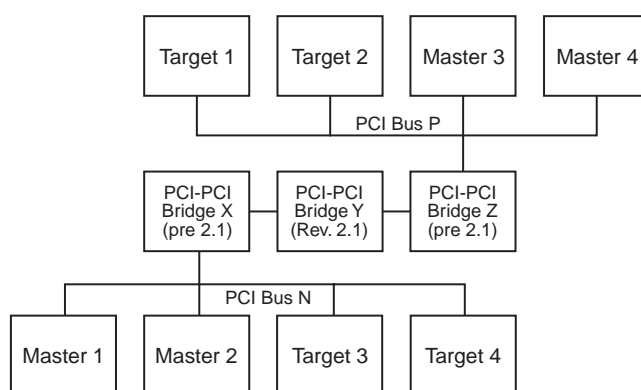 Target 1
Target 2
Master 3
Master 4
PCI Bus P
PCI-PCI
Bridge X
(pre 2.1)
PCI-PCI
Bridge Y
(Rev. 2.1)
PCI-PCI
Bridge Z
(pre 2.1)
PCI Bus N
Master 1
Master 2
Target 3
Target 4